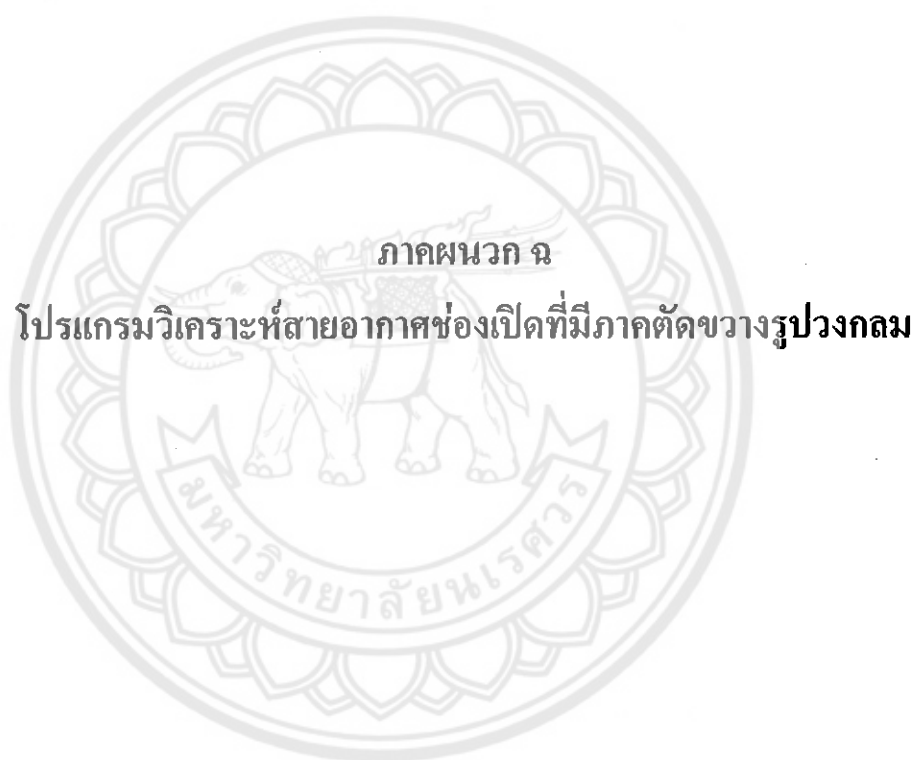 ภาคผนวก ฉ
โปรแกรมวิเคราะห์สายอากาศช่องเปิดที่มีภาคตัดขวางรูปวงกลม
มหาวิทยาลัยนเรศวร